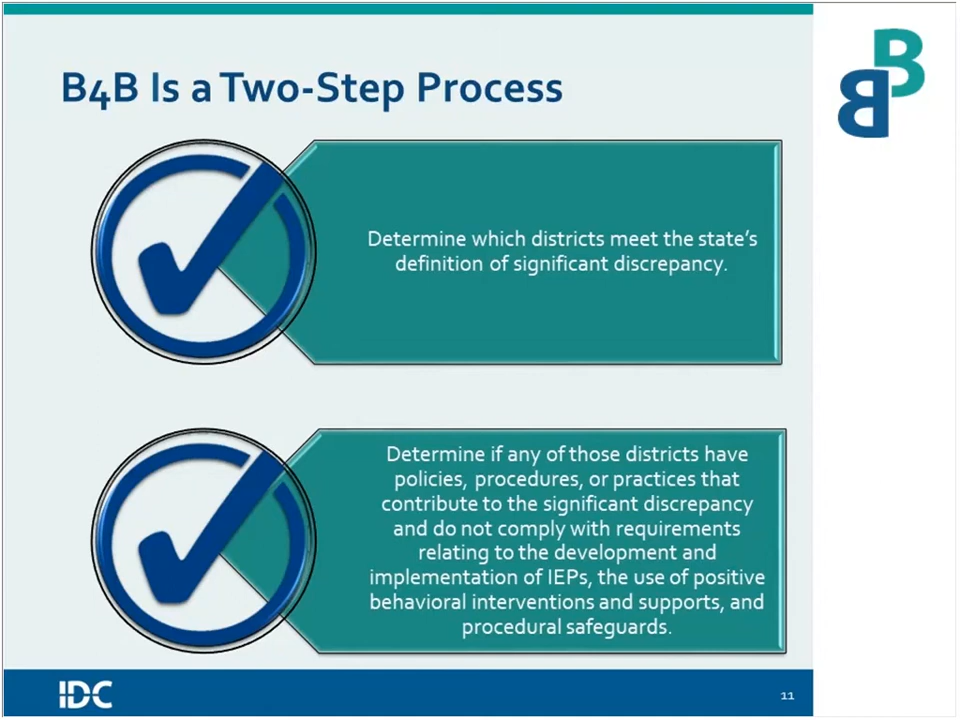 B4B Is a Two-Step Process
B
B
Determine which districts meet the state's
definition of significant discrepancy.
Determine if any of those districts have
policies, procedures, or practices that
contribute to the significant discrepancy
and do not comply with requirements
relating to the development and
implementation of IEPs, the use of positive
behavioral interventions and supports, and
procedural safeguards.
IDC
11